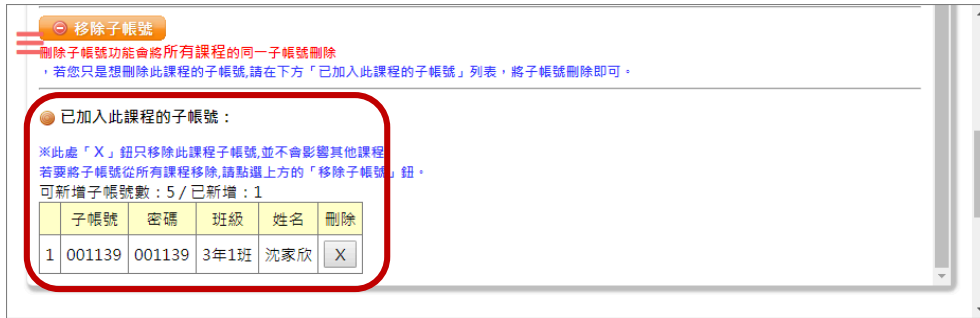 移除子帳號
刪除子帳號功能會將所有課程的同一子帳號刪除
，若您只是想刪除此課程的子帳號,請在下方「已加入此課程的子帳號」列表，將子帳號刪除即可。
已加入此課程的子帳號：
※此處「X」鈕只移除此課程子帳號,並不會影響其他課程
若要將子帳號從所有課程移除,請點選上方的「移除子帳號」鈕。
可新增子帳號數：5 / 已新增：1
子帳號 密碼 班級 姓名 刪除
1 001139 001139 3年1班 沈家欣 X